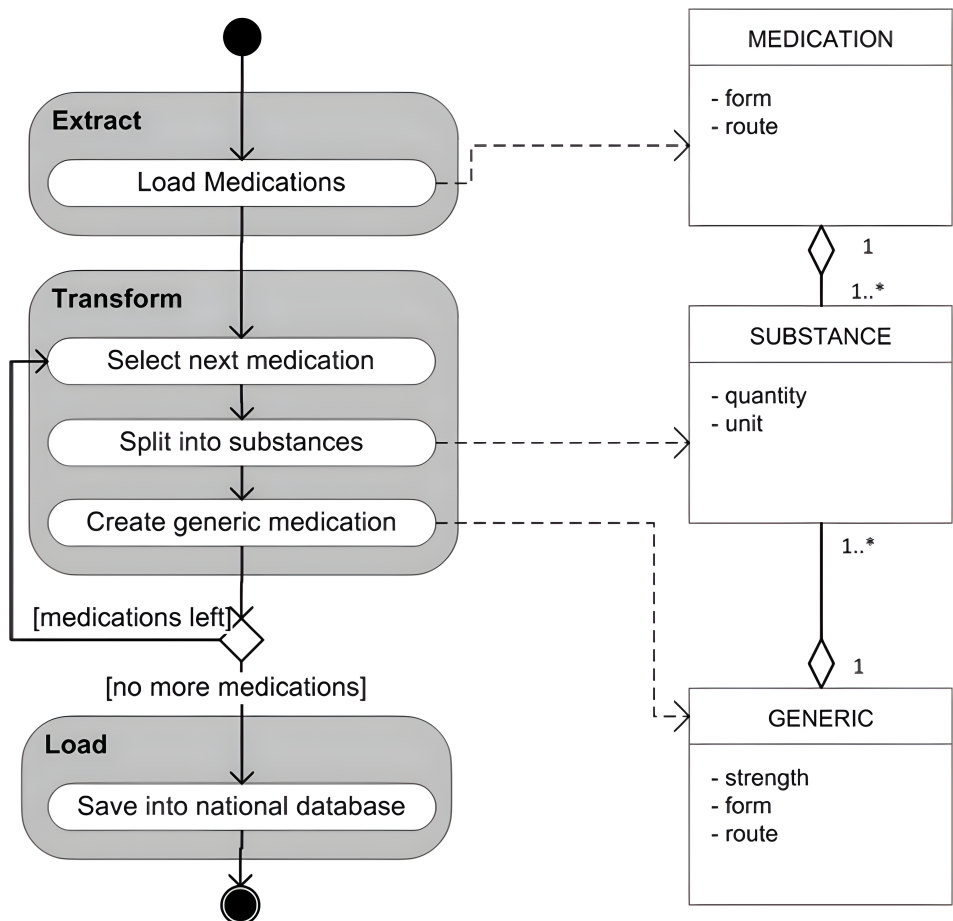 Extract
Load Medications
Transform
Select next medication
Split into substances
Create generic medication
[medications left]
[no more medications]
Load
Save into national database
MEDICATION
- form
- route
1
1..*
SUBSTANCE
- quantity
- unit
1..*
1
GENERIC
- strength
- form
- route